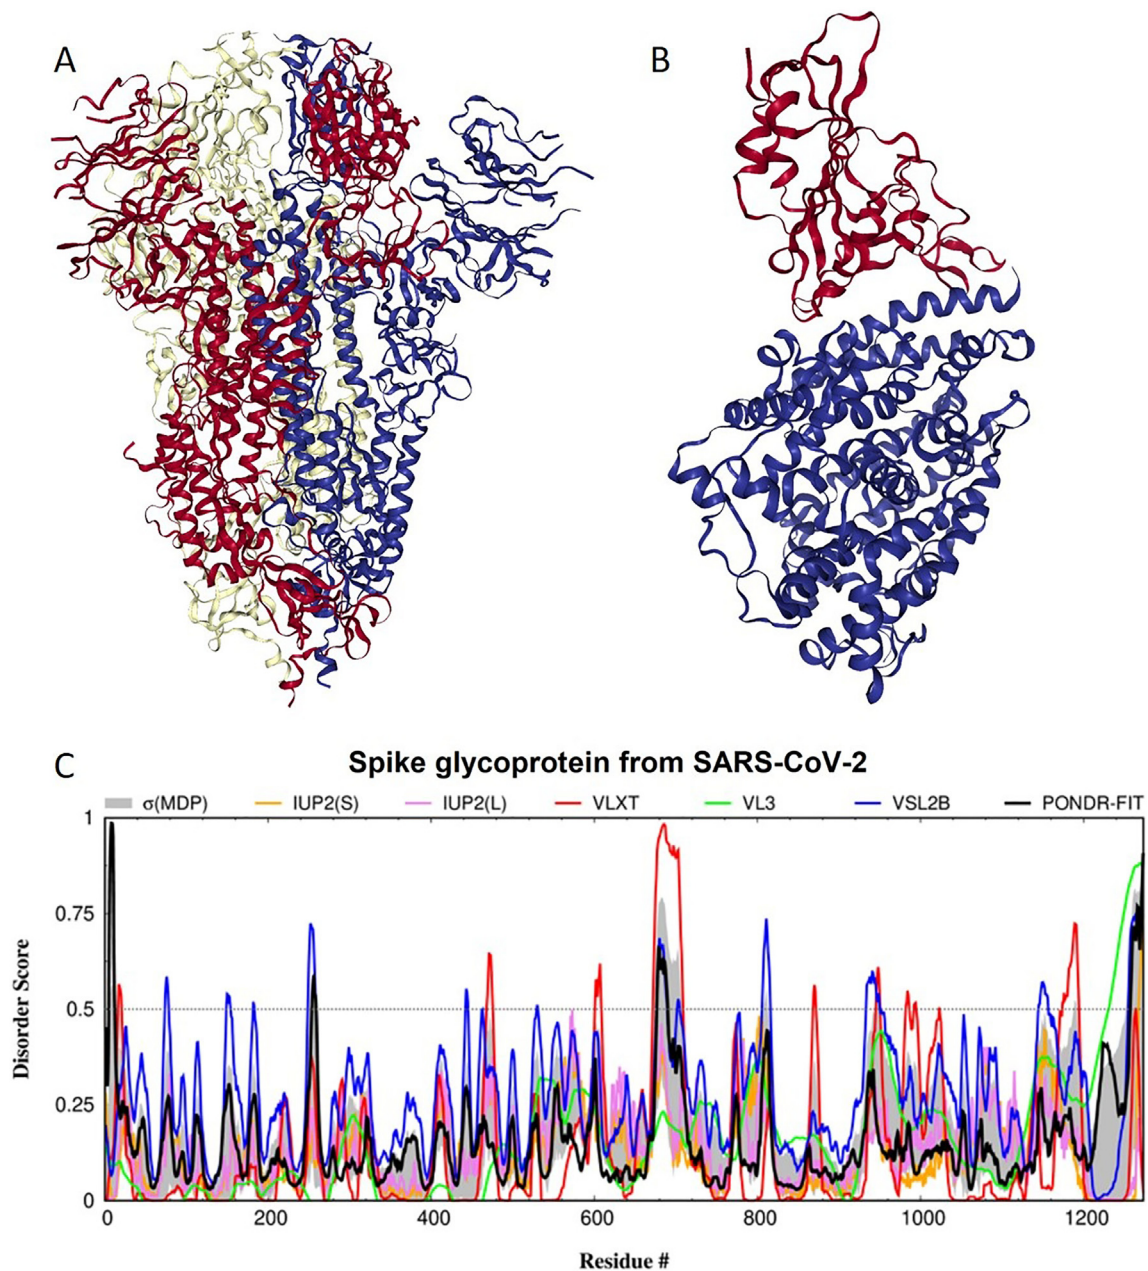 A
B
C
Spike glycoprotein from SARS-CoV-2
σ(MDP) IUP2(S) IUP2(L) VLXT VL3 VSL2B PONDR-FIT
1
0.75
0.5
0.25
0
Disorder Score
0 200 400 600 800 1000 1200
Residue #